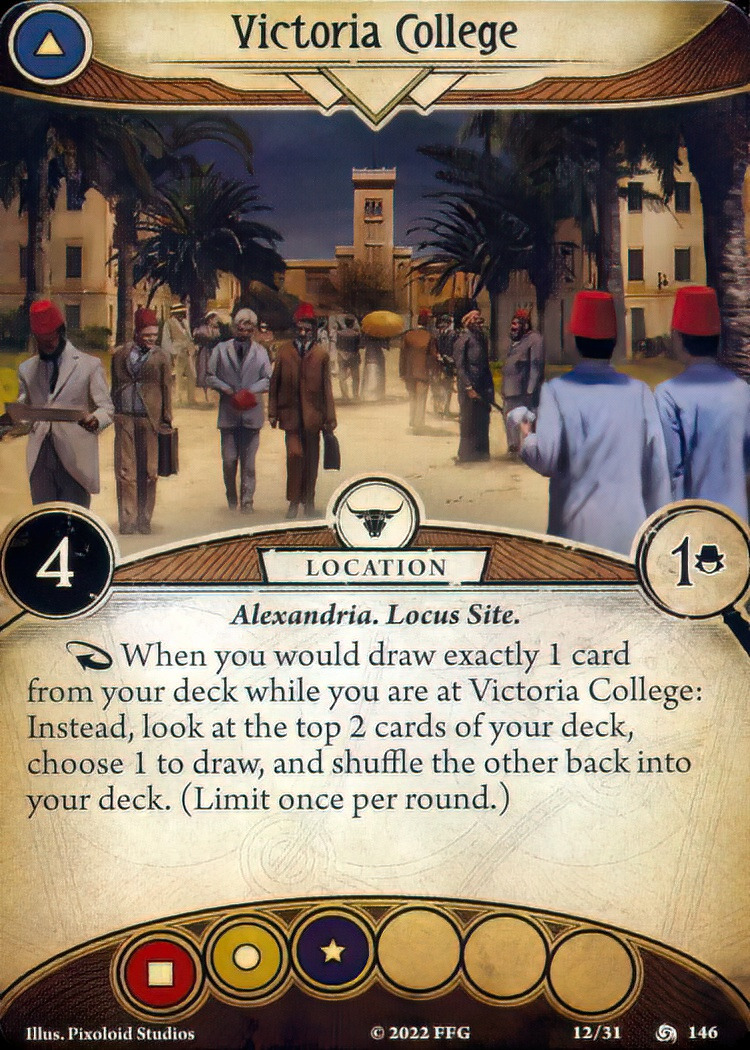 Victoria College
4
LOCATION
1
Alexandria. Locus Site.
When you would draw exactly 1 card
from your deck while you are at Victoria College:
Instead, look at the top 2 cards of your deck,
choose 1 to draw, and shuffle the other back into
your deck. (Limit once per round.)
Illus. Pixoloid Studios
© 2022 FFG
12/31
146